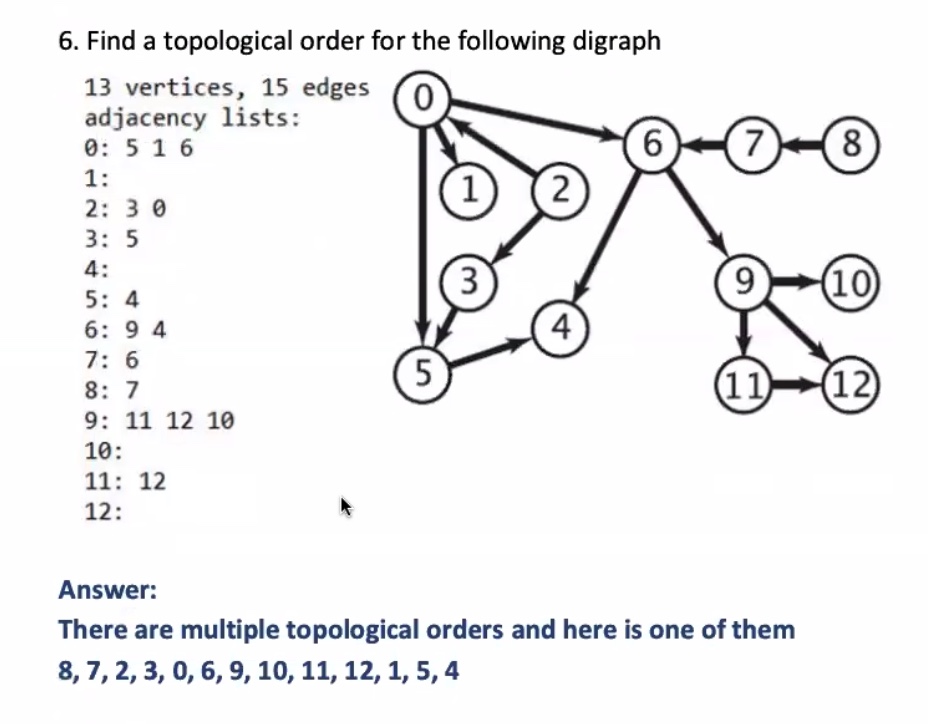 6. Find a topological order for the following digraph
13 vertices, 15 edges
adjacency lists:
0: 5 1 6
1:
2: 3 0
3: 5
4:
5: 4
6: 9 4
7: 6
8: 7
9: 11 12 10
10:
11: 12
12:
0
6
7
8
1
2
3
9
10
4
5
11
12
Answer:
There are multiple topological orders and here is one of them
8, 7, 2, 3, 0, 6, 9, 10, 11, 12, 1, 5, 4